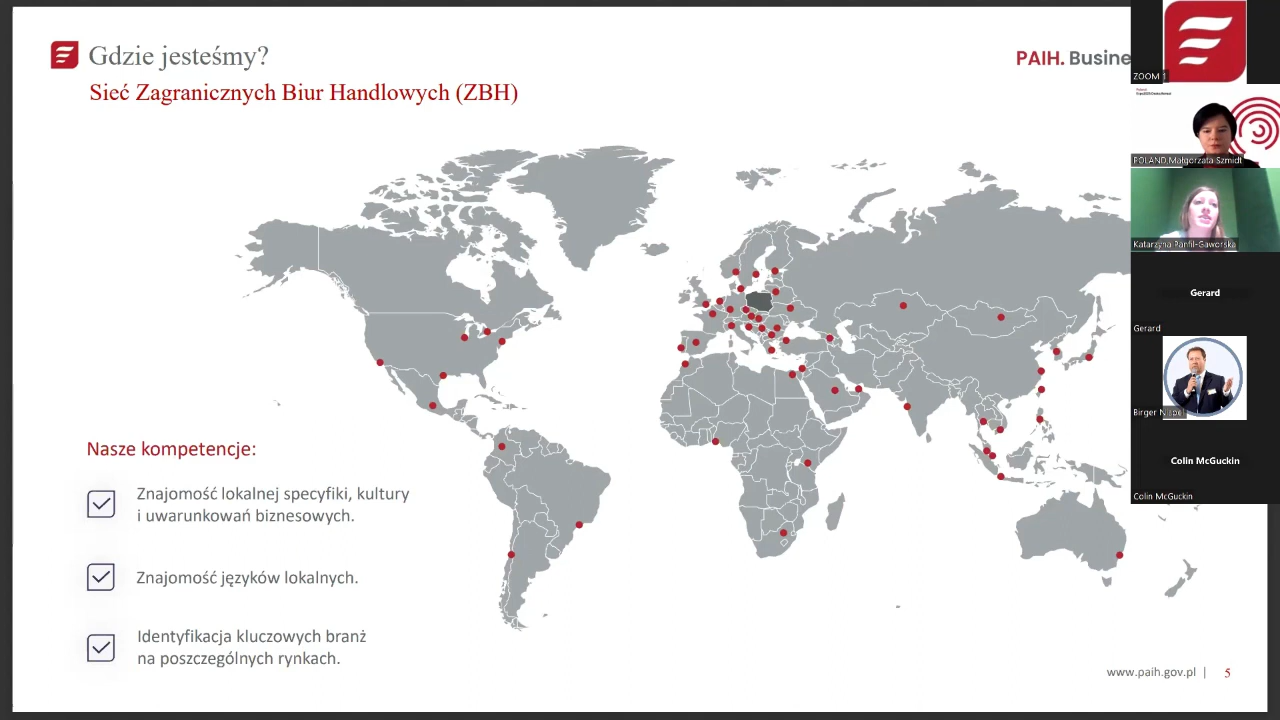 Gdzie jesteśmy?
Sieć Zagranicznych Biur Handlowych (ZBH)
PAIH. Busine
Nasze kompetencje:
Znajomość lokalnej specyfiki, kultury
i uwarunkowań biznesowych.
Znajomość języków lokalnych.
Identyfikacja kluczowych branż
na poszczególnych rynkach.
www.paih.gov.pl | 5
ZOOM 1
POLAND Małgorzata Szmidt
Katarzyna Panfil-Gaworska
Gerard
Gerard
Birger
Colin McGuckin
Colin McGuckin